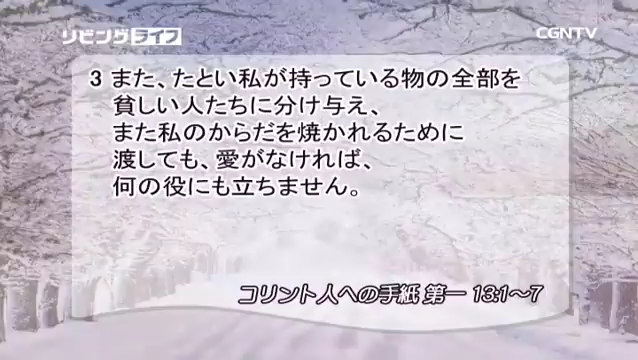 リビングライフ
CGNTV
3 また、たとい私が持っている物の全部を
貧しい人たちに分け与え、
また私のからだを焼かれるために
渡しても、愛がなければ、
何の役にも立ちません。
コリント人への手紙 第一 13:1～7